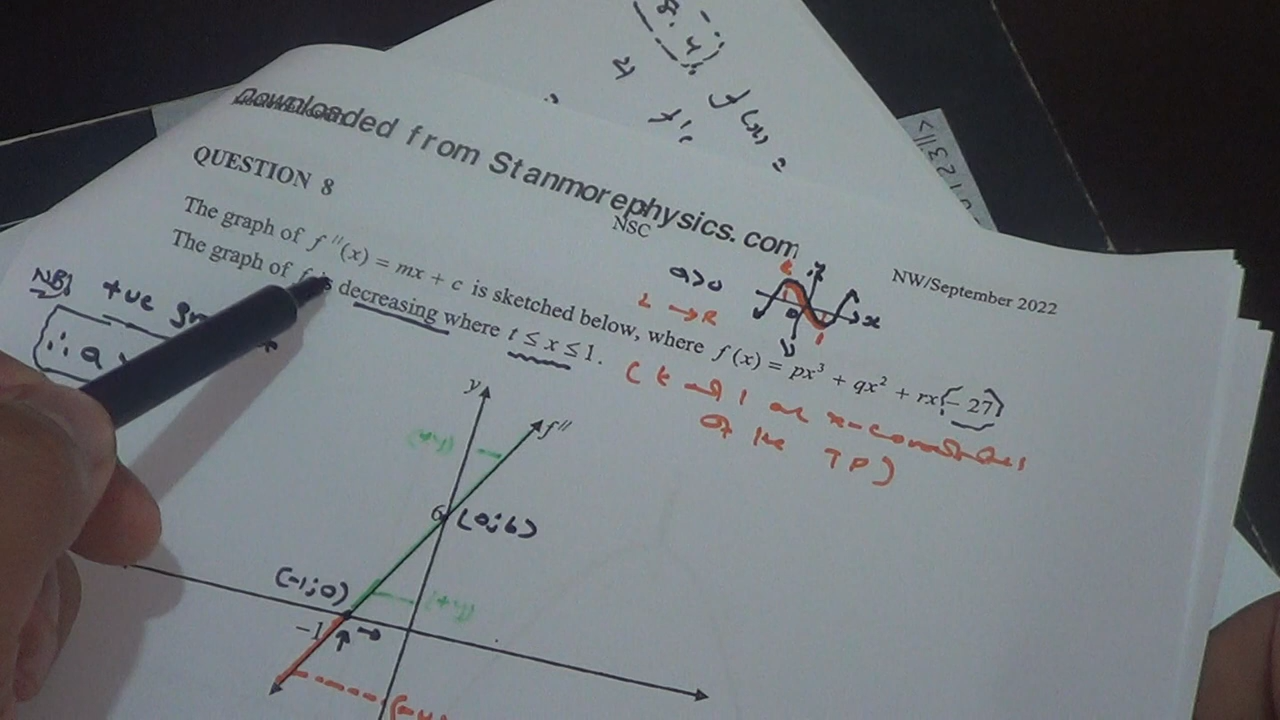 Downloaded from Stanmorephysics.com
NSC
NW/September 2022
QUESTION 8
The graph of f ''(x) = mx + c is sketched below, where f (x) = px³ + qx² + rx - 27
The graph of f is decreasing where t ≤ x ≤ 1.
NB)
+ve
∴ a
a>0
L → R
y
x
( t and 1 are x-coordinates
of the TP)
y
f''
6
(0;6)
(-1;0)
-1